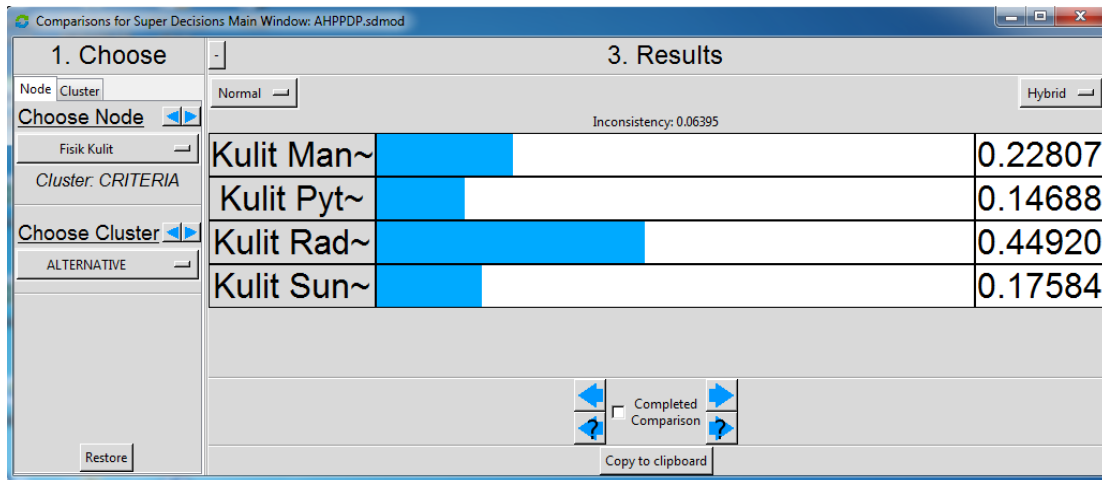 Comparisons for Super Decisions Main Window: AHPPDP.sdmod
1. Choose
- 3. Results
Node Cluster
Normal Hybrid
Choose Node
Inconsistency: 0.06395
Fisik Kulit
Cluster: CRITERIA
Choose Cluster
ALTERNATIVE
Kulit Man~ 0.22807
Kulit Pyt~ 0.14688
Kulit Rad~ 0.44920
Kulit Sun~ 0.17584
Completed
Comparison
? ?
Restore
Copy to clipboard